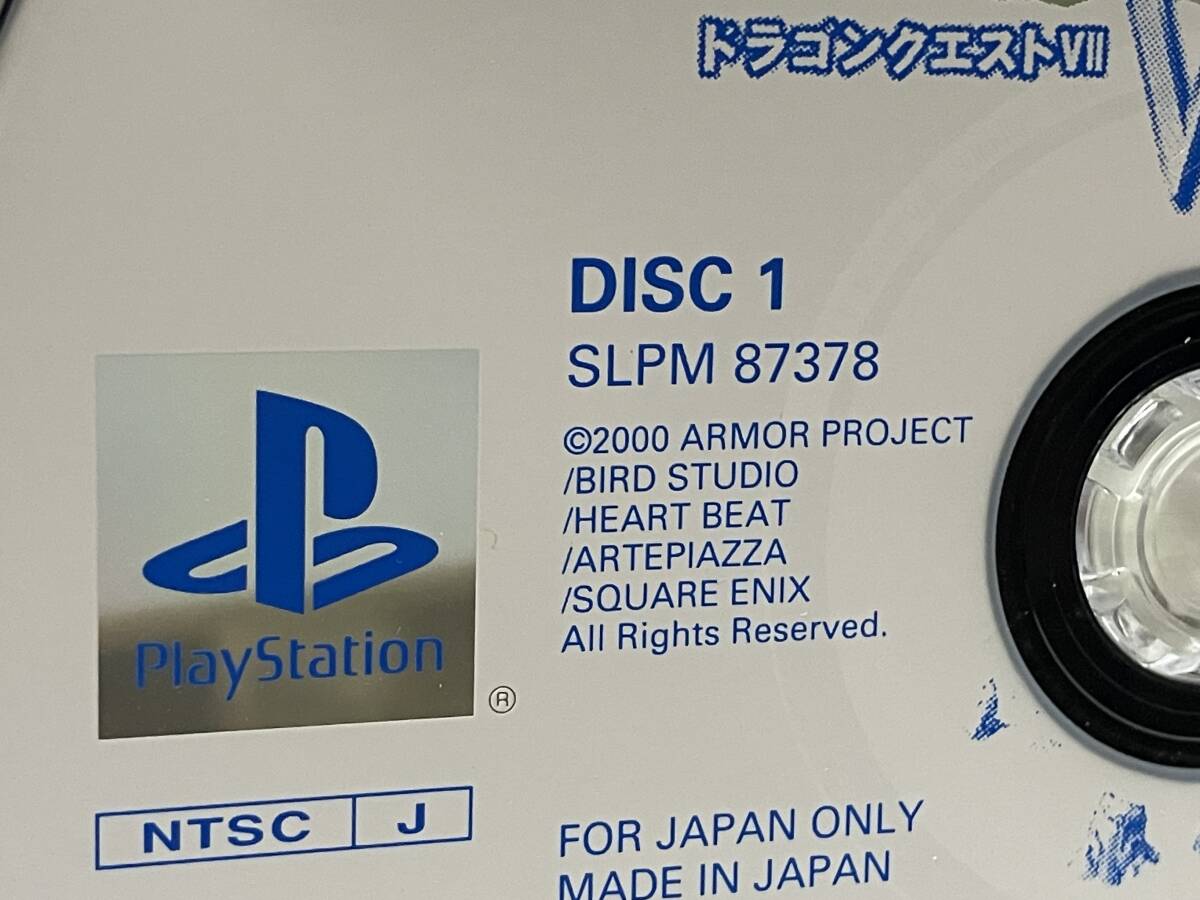 ドラゴンクエストVII
DISC 1
SLPM 87378
©2000 ARMOR PROJECT
/BIRD STUDIO
/HEART BEAT
/ARTEPIAZZA
/SQUARE ENIX
All Rights Reserved.
PlayStation
®
NTSC J
FOR JAPAN ONLY
MADE IN JAPAN